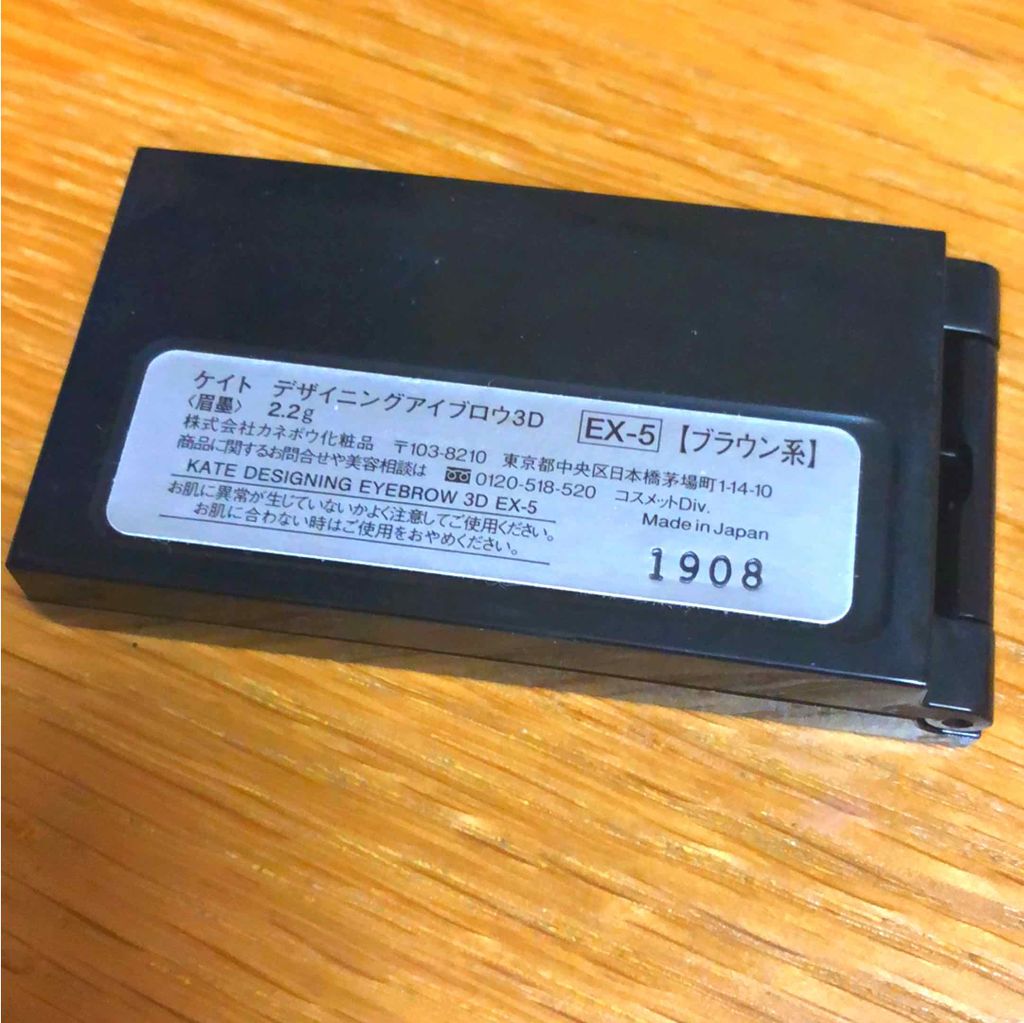 ケイト デザイニングアイブロウ3D EX-5 【ブラウン系】
〈眉墨〉 2.2g
株式会社カネボウ化粧品 〒103-8210 東京都中央区日本橋茅場町1-14-10
商品に関するお問合せや美容相談は 0120-518-520 コスメットDiv.
KATE DESIGNING EYEBROW 3D EX-5 Made in Japan
お肌に異常が生じていないかよく注意してご使用ください。
お肌に合わない時はご使用をおやめください。
1908